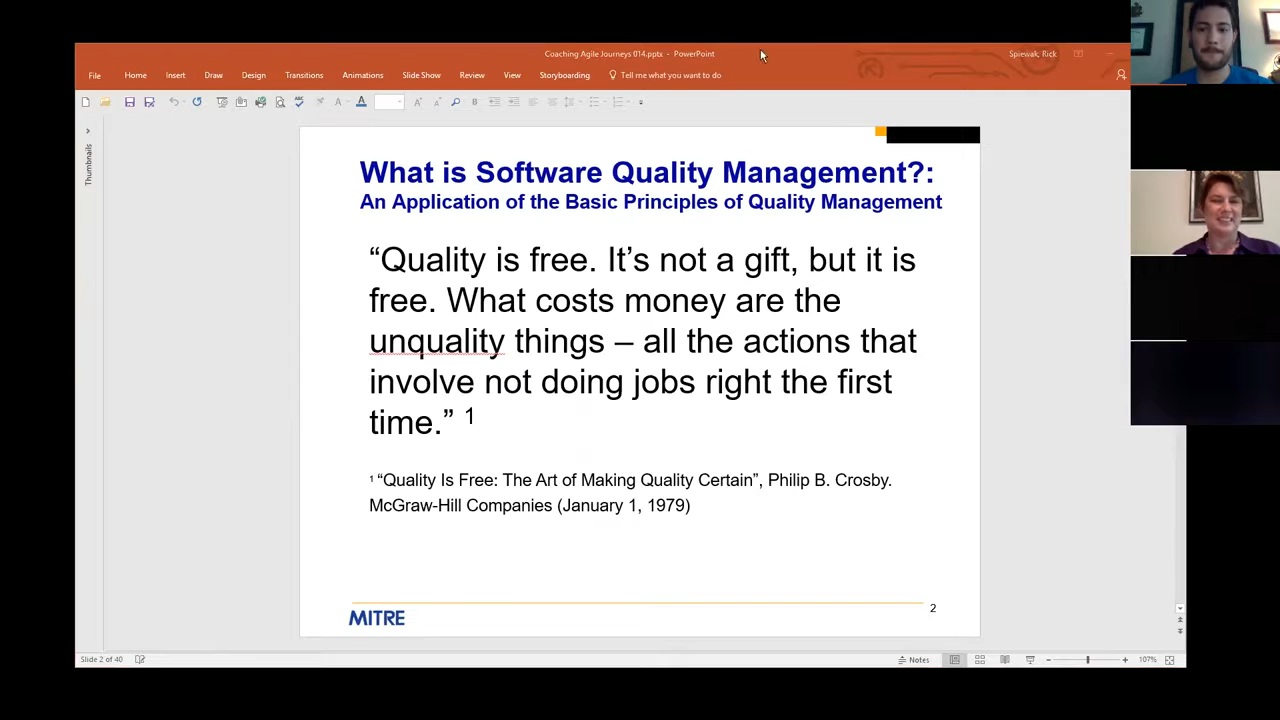 Coaching Agile Journeys 014.pptx - PowerPoint
Spiewak, Rick
File Home Insert Draw Design Transitions Animations Slide Show Review View Storyboarding Tell me what you want to do
Thumbnails
What is Software Quality Management?:
An Application of the Basic Principles of Quality Management
“Quality is free. It’s not a gift, but it is
free. What costs money are the
unquality things – all the actions that
involve not doing jobs right the first
time.” 1
1 “Quality Is Free: The Art of Making Quality Certain”, Philip B. Crosby.
McGraw-Hill Companies (January 1, 1979)
MITRE
2
Slide 2 of 40
Notes
107%